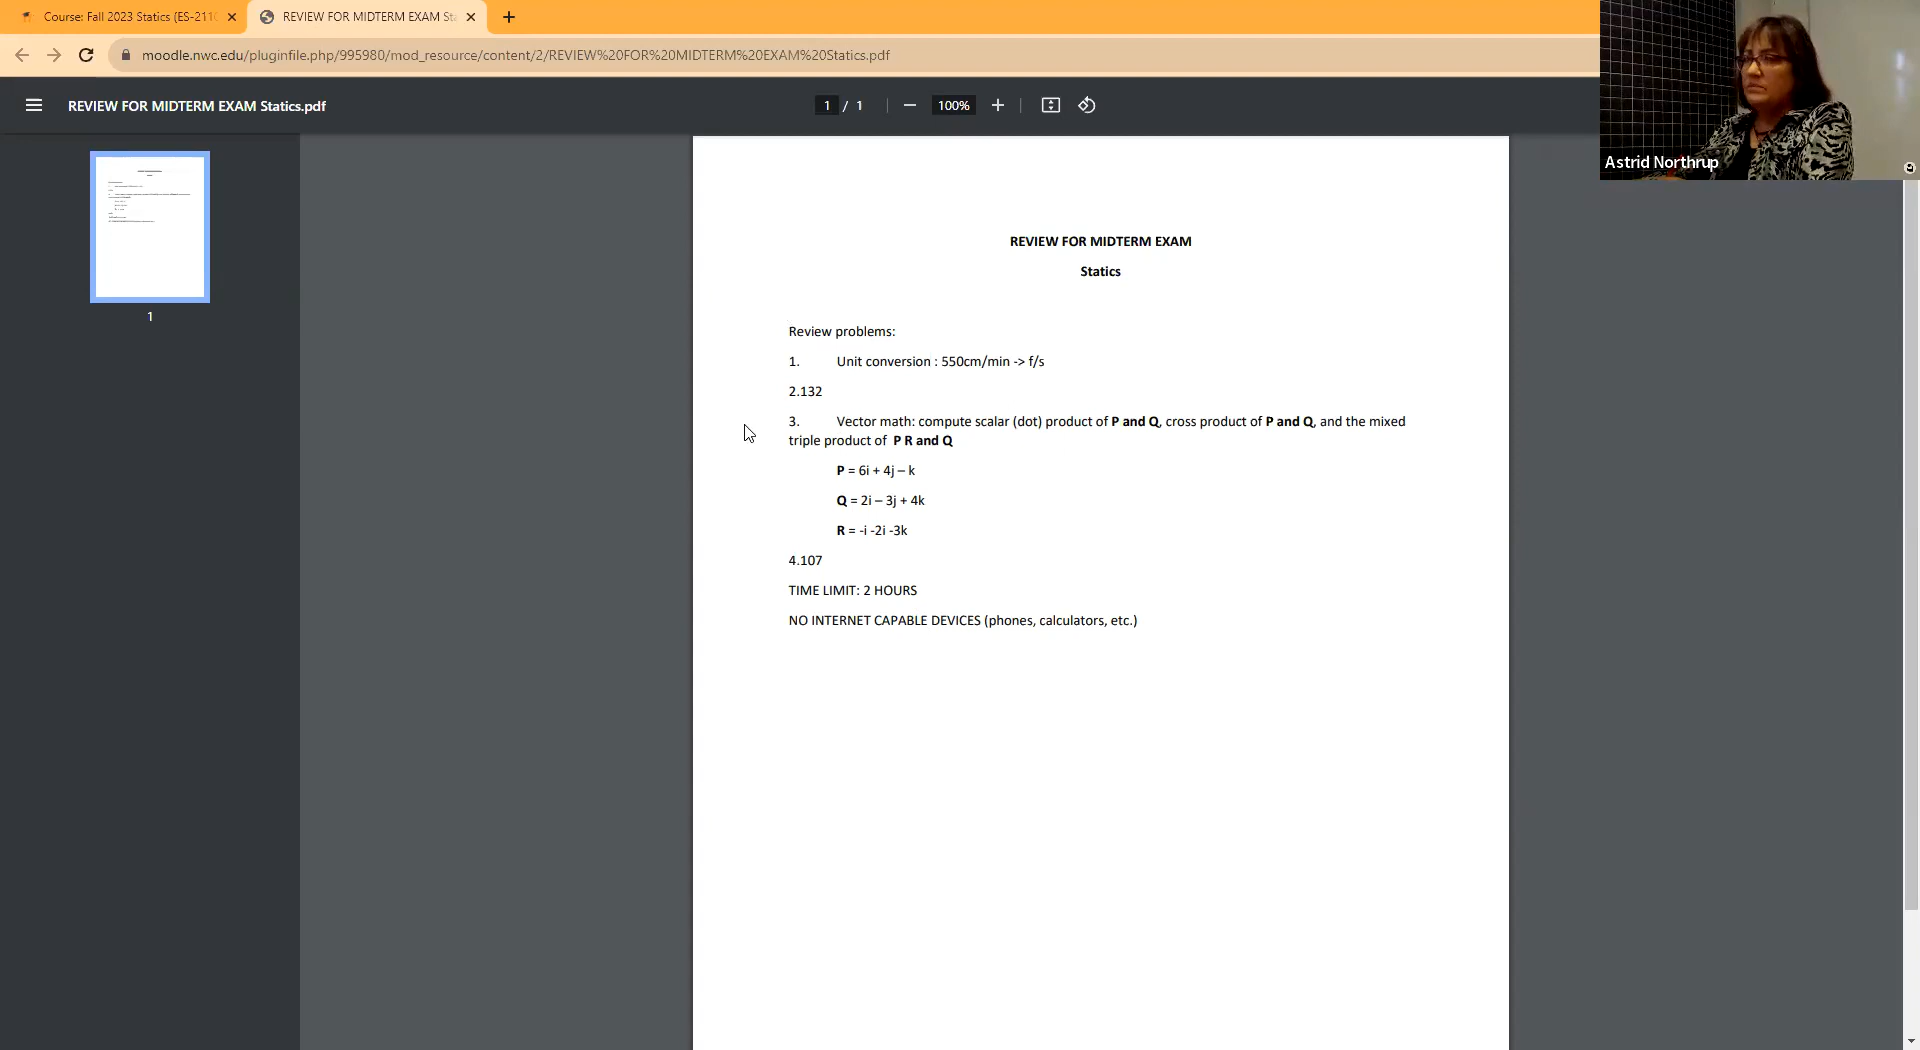 Course: Fall 2023 Statics (ES-211
REVIEW FOR MIDTERM EXAM Sta
moodle.nwc.edu/pluginfile.php/995980/mod_resource/content/2/REVIEW%20FOR%20MIDTERM%20EXAM%20Statics.pdf
REVIEW FOR MIDTERM EXAM Statics.pdf
1 / 1
100%
Astrid Northrup
1
REVIEW FOR MIDTERM EXAM
Statics
Review problems:
1. Unit conversion : 550cm/min -> f/s
2.132
3. Vector math: compute scalar (dot) product of P and Q, cross product of P and Q, and the mixed
triple product of P R and Q
P = 6i + 4j – k
Q = 2i – 3j + 4k
R = -i -2i -3k
4.107
TIME LIMIT: 2 HOURS
NO INTERNET CAPABLE DEVICES (phones, calculators, etc.)